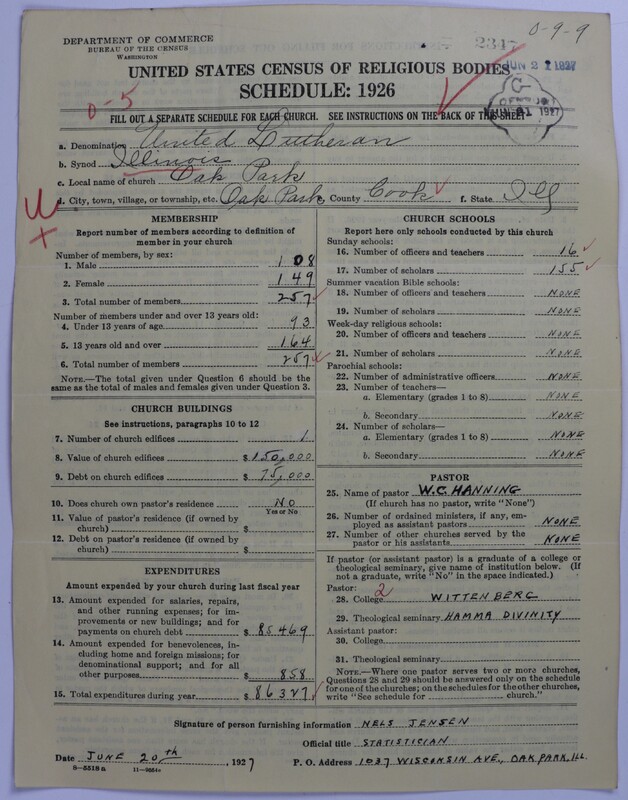 0-9-9
DEPARTMENT OF COMMERCE
BUREAU OF THE CENSUS
WASHINGTON
2347
JUN 21 1927
UNITED STATES CENSUS OF RELIGIOUS BODIES
SCHEDULE: 1926
0-5
FILL OUT A SEPARATE SCHEDULE FOR EACH CHURCH. SEE INSTRUCTIONS ON THE BACK OF THIS SHEET
a. Denomination United Lutheran
b. Synod Illinois
c. Local name of church Oak Park
d. City, town, village, or township, etc. Oak Park County Cook f. State Ill
MEMBERSHIP
Report number of members according to definition of
member in your church
Number of members, by sex:
1. Male 108
2. Female 149
3. Total number of members 257
Number of members under and over 13 years old:
4. Under 13 years of age 93
5. 13 years old and over 164
6. Total number of members 257
NOTE.—The total given under Question 6 should be the
same as the total of males and females given under Question 3.
CHURCH BUILDINGS
See instructions, paragraphs 10 to 12
7. Number of church edifices 1
8. Value of church edifices $150,000
9. Debt on church edifices $75,000
10. Does church own pastor's residence NO
Yes or No
11. Value of pastor's residence (if owned by
church) $
12. Debt on pastor's residence (if owned by
church) $
EXPENDITURES
Amount expended by your church during last fiscal year
13. Amount expended for salaries, repairs,
and other running expenses; for im-
provements or new buildings; and for
payments on church debt $85469
14. Amount expended for benevolences, in-
cluding home and foreign missions; for
denominational support; and for all
other purposes $858
15. Total expenditures during year $86327
CHURCH SCHOOLS
Report here only schools conducted by this church
Sunday schools:
16. Number of officers and teachers 16
17. Number of scholars 155
Summer vacation Bible schools:
18. Number of officers and teachers NONE
19. Number of scholars NONE
Week-day religious schools:
20. Number of officers and teachers NONE
21. Number of scholars NONE
Parochial schools:
22. Number of administrative officers NONE
23. Number of teachers—
a. Elementary (grades 1 to 8) NONE
b. Secondary NONE
24. Number of scholars—
a. Elementary (grades 1 to 8) NONE
b. Secondary NONE
PASTOR
25. Name of pastor W.C. HANNING
(If church has no pastor, write "None")
26. Number of ordained ministers, if any, em-
ployed as assistant pastors NONE
27. Number of other churches served by the
pastor or his assistants NONE
If pastor (or assistant pastor) is a graduate of a college or
theological seminary, give name of institution below. (If
not a graduate, write "No" in the space indicated.)
Pastor:
28. College 2 WITTENBERG
29. Theological seminary HAMMA DIVINITY
Assistant pastor:
30. College
31. Theological seminary
NOTE.—Where one pastor serves two or more churches,
Questions 28 and 29 should be answered only on the schedule
for one of the churches; on the schedules for the other churches,
write "See schedule for church."
Signature of person furnishing information NELS JENSEN
Official title STATISTICIAN
Date JUNE 20th, 1927 P. O. Address 1037 WISCONSIN AVE., OAK PARK, ILL.
8—5518 a